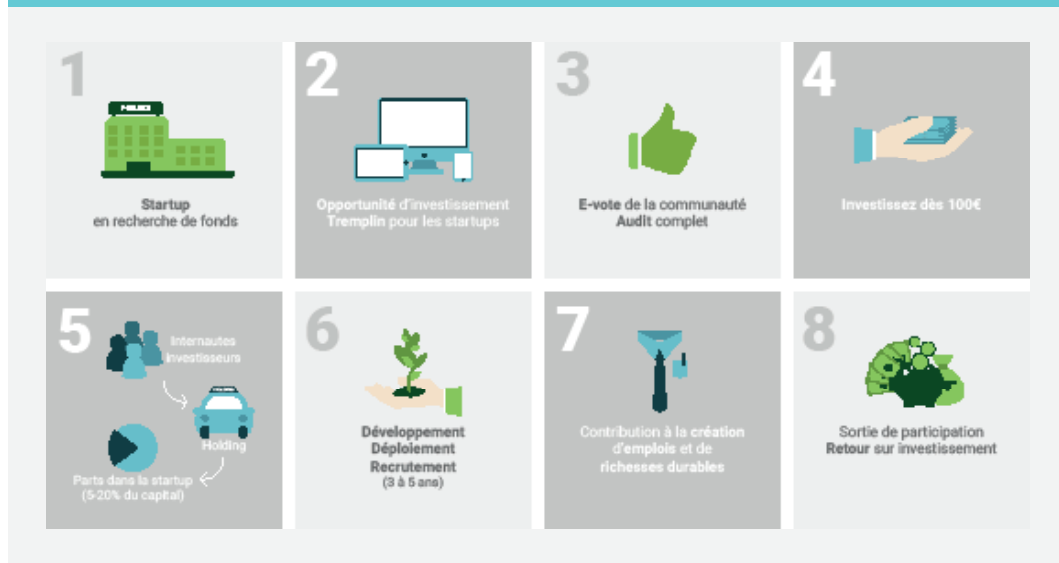 1
Startup
en recherche de fonds
2
Opportunité d'investissement
Tremplin pour les startups
3
E-vote de la communauté
Audit complet
4
Investissez dès 100€
5
Internautes
investisseurs
Holding
Parts dans la startup
(5-20% du capital)
6
Développement
Déploiement
Recrutement
(3 à 5 ans)
7
Contribution à la création
d'emplois et de
richesses durables
8
Sortie de participation
Retour sur investissement